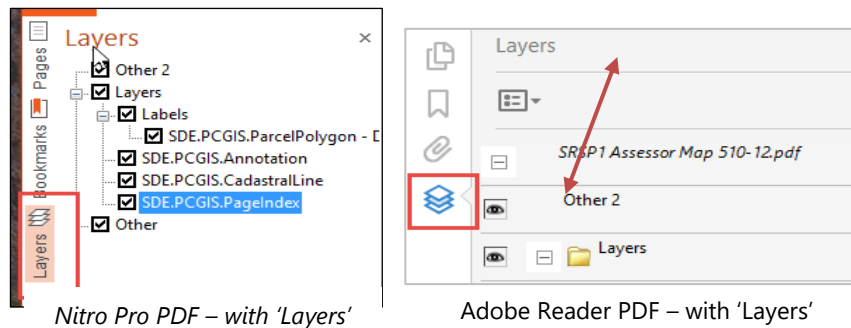 Layers
Pages
Bookmarks
Layers
Other 2
Layers
Labels
SDE.PCGIS.ParcelPolygon - D
SDE.PCGIS.Annotation
SDE.PCGIS.CadastralLine
SDE.PCGIS.PageIndex
Other
Nitro Pro PDF – with ‘Layers’
Layers
SRSP1 Assessor Map 510-12.pdf
Other 2
Layers
Adobe Reader PDF – with ‘Layers’